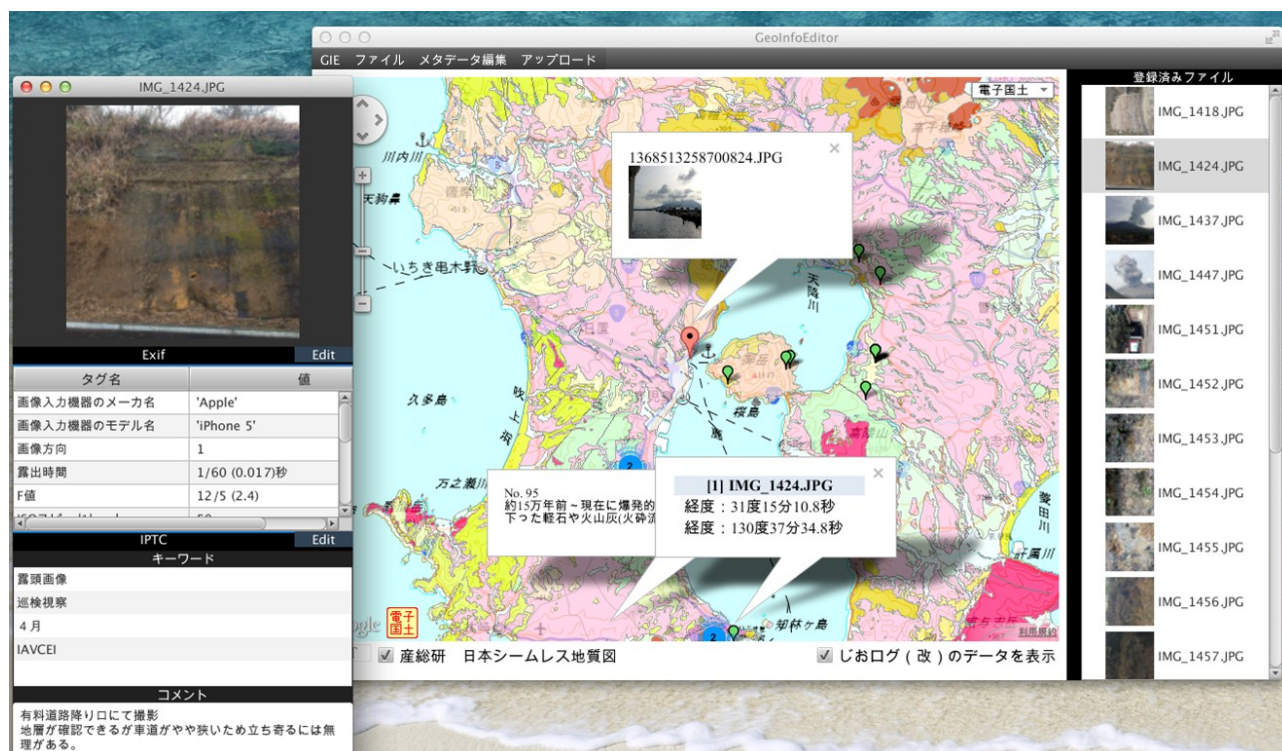 GeoInfoEditor
GIE ファイル メタデータ編集 アップロード
IMG_1424.JPG
Exif
Edit
タグ名 値
画像入力機器のメーカ名 'Apple'
画像入力機器のモデル名 'iPhone 5'
画像方向 1
露出時間 1/60 (0.017)秒
F値 12/5 (2.4)
IPTC
Edit
キーワード
露頭画像
巡検視察
4月
IAVCEI
コメント
有料道路降り口にて撮影
地層が確認できるが車道がやや狭いため立ち寄るには無
理がある。
電子国土
川内川
天狗鼻
いちき串木野
吹上浜
久多島
万之瀬川
天降川
桜島
知林ヶ島
肝属川
1368513258700824.JPG
No. 95
約15万年前~現在に爆発的
下った軽石や火山灰(火砕流
[1] IMG_1424.JPG
経度：31度15分10.8秒
経度：130度37分34.8秒
2
2
電子
国土
利用規約
産総研 日本シームレス地質図
じおログ（改）のデータを表示
登録済みファイル
IMG_1418.JPG
IMG_1424.JPG
IMG_1437.JPG
IMG_1447.JPG
IMG_1451.JPG
IMG_1452.JPG
IMG_1453.JPG
IMG_1454.JPG
IMG_1455.JPG
IMG_1456.JPG
IMG_1457.JPG